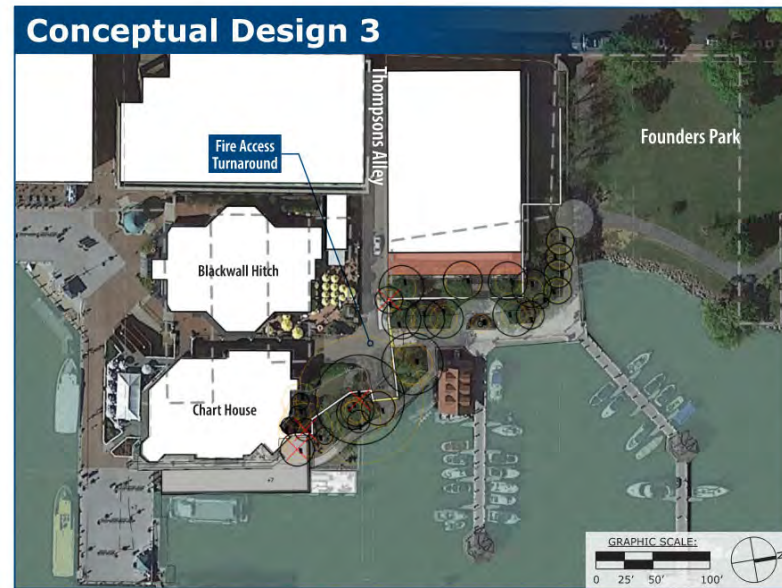 Conceptual Design 3
Thompsons Alley
Fire Access
Turnaround
Founders Park
Blackwall Hitch
Chart House
GRAPHIC SCALE:
0 25' 50' 100'